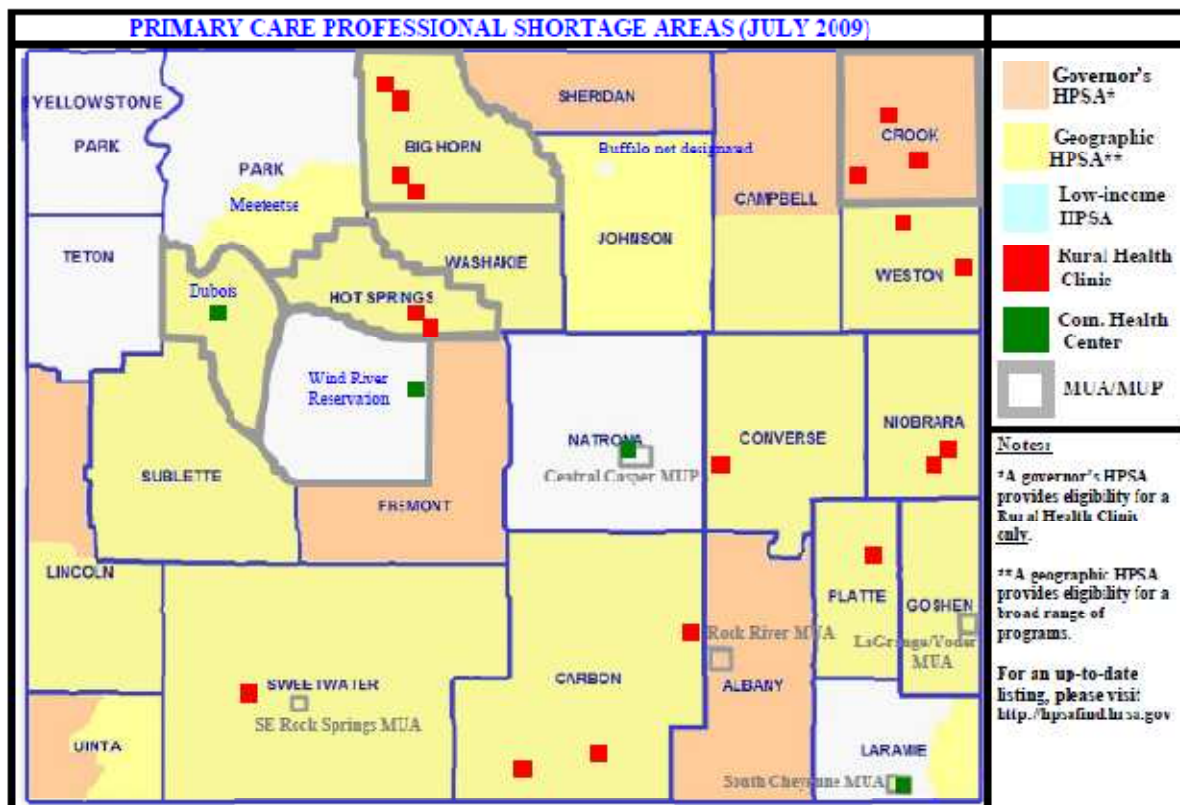 PRIMARY CARE PROFESSIONAL SHORTAGE AREAS (JULY 2009)
YELLOWSTONE
PARK
PARK
Meeteetse
BIG HORN
SHERIDAN
Buffalo not designated
JOHNSON
CAMPBELL
CROOK
WESTON
TETON
Dubois
HOT SPRINGS
WASHAKIE
Wind River
Reservation
SUBLETTE
FREMONT
NATRONA
Central Casper MUP
CONVERSE
NIOBRARA
LINCOLN
PLATTE
GOSHEN
LaGrange/Yoder
MUA
Rock River MUA
ALBANY
CARBON
SWEETWATER
SE Rock Springs MUA
UINTA
LARAMIE
South Cheyenne MUA
Governor's
HPSA*
Geographic
HPSA**
Low-income
HPSA
Rural Health
Clinic
Com. Health
Center
MUA/MUP
Notes:
*A governor's HPSA
provides eligibility for a
Rural Health Clinic
only.
**A geographic HPSA
provides eligibility for a
broad range of
programs.
For an up-to-date
listing, please visit
http://hpsafind.hrsa.gov